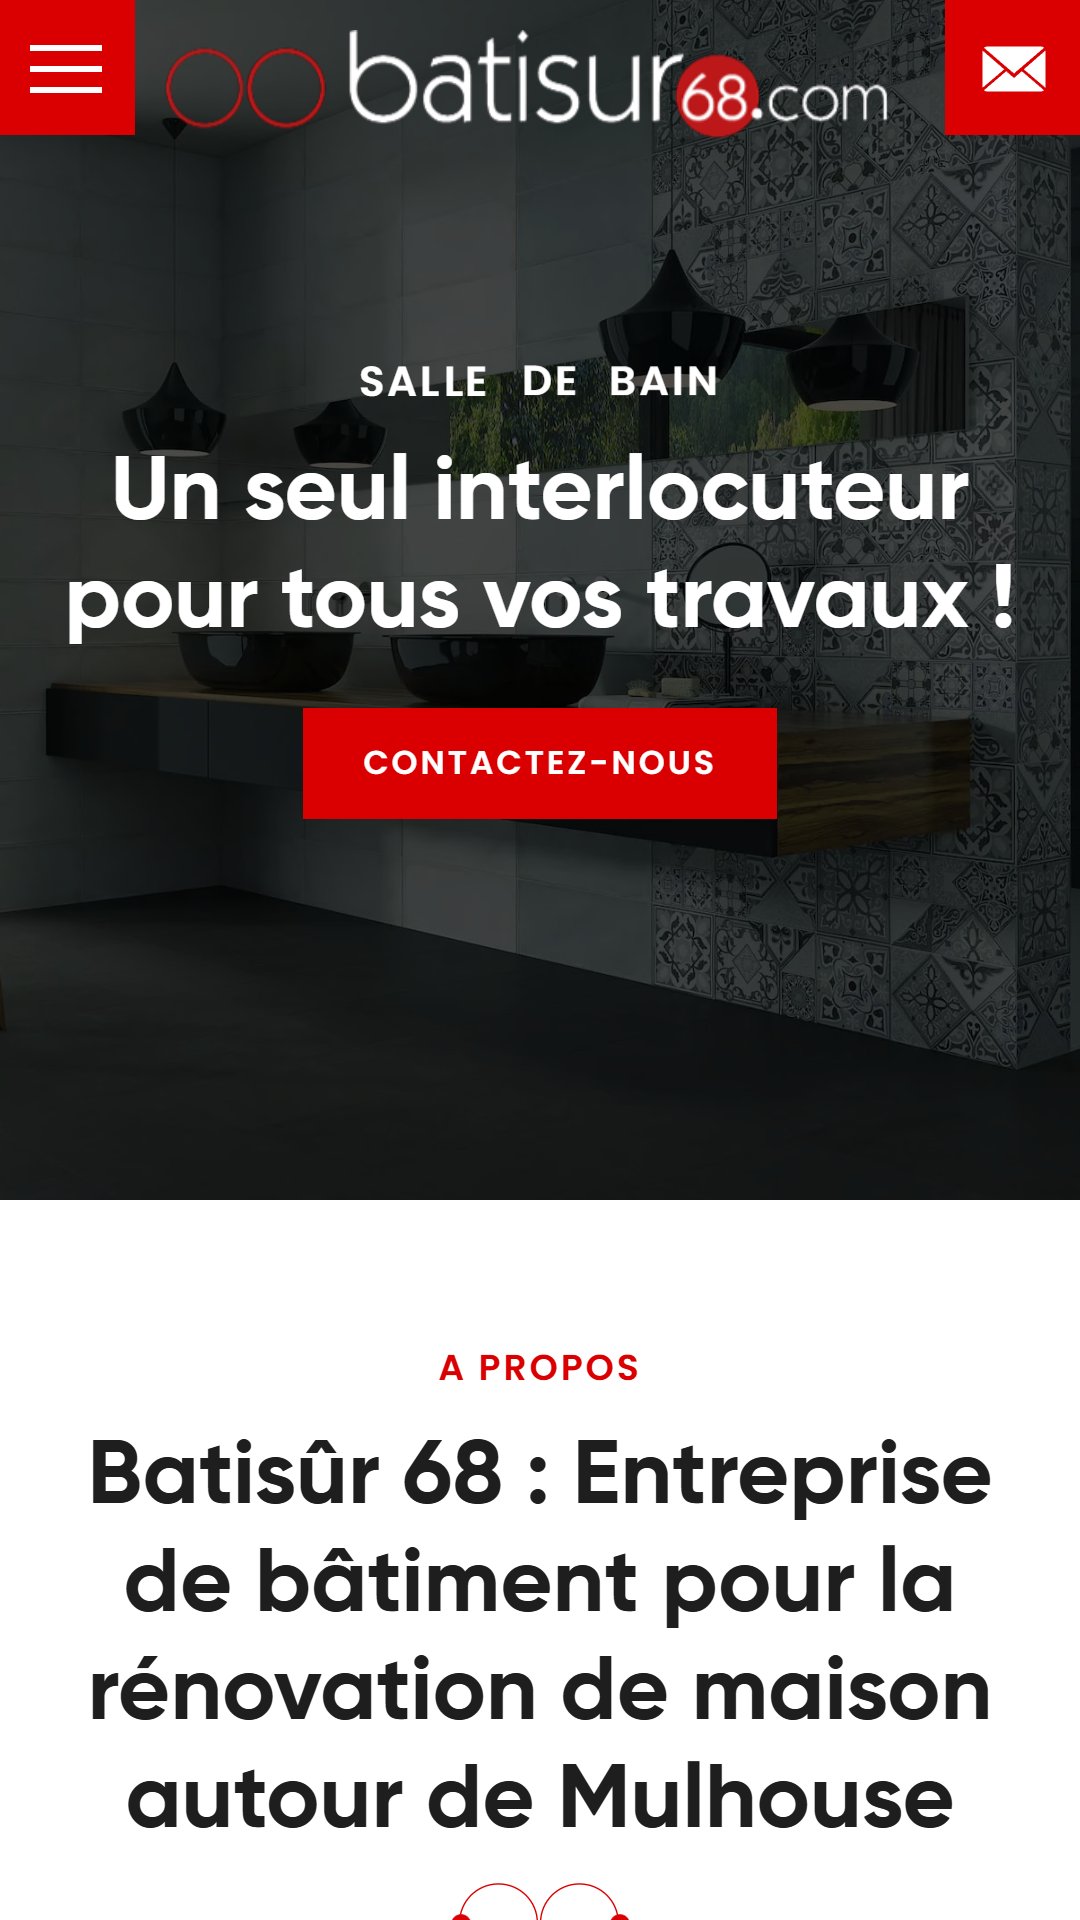 batisur68.com
SALLE DE BAIN
Un seul interlocuteur
pour tous vos travaux !
CONTACTEZ-NOUS
A PROPOS
Batisûr 68 : Entreprise
de bâtiment pour la
rénovation de maison
autour de Mulhouse